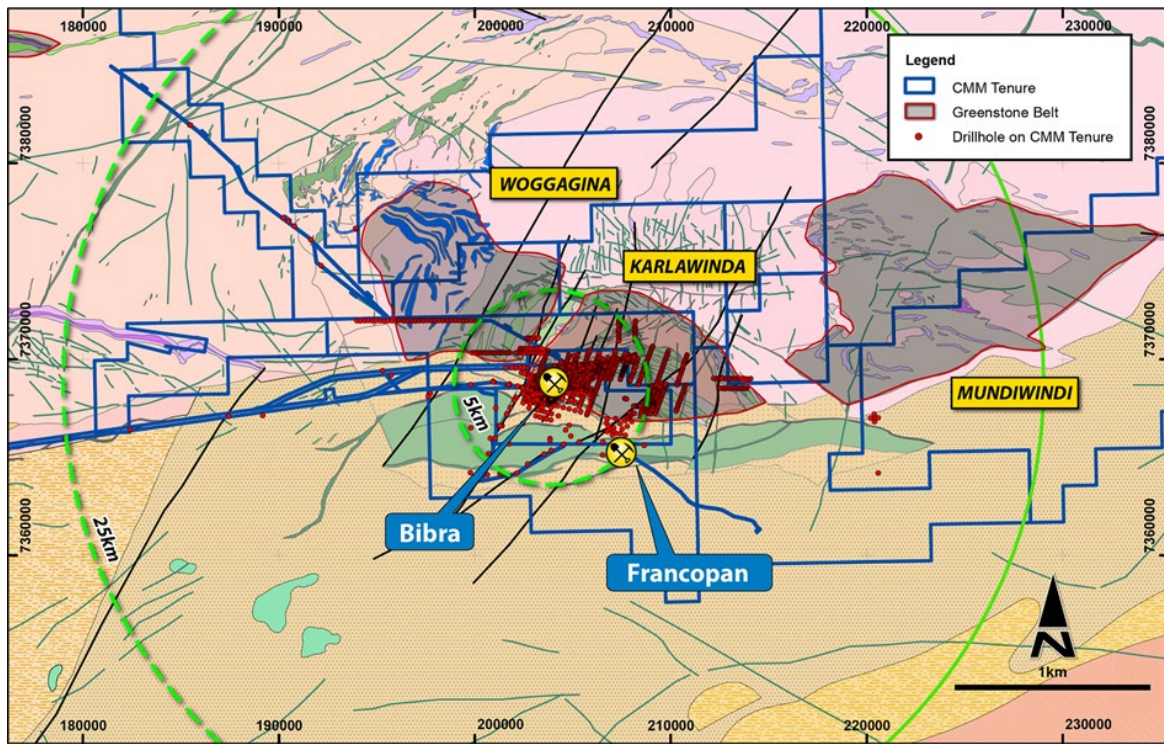 180000 190000 200000 210000 220000 230000
Legend
CMM Tenure
Greenstone Belt
Drillhole on CMM Tenure
7380000 7380000
WOGGAGINA
KARLAWINDA
7370000 7370000
MUNDIWINDI
5km
Bibra
25km
7360000 7360000
Francopan
N
1km
180000 190000 200000 210000 220000 230000